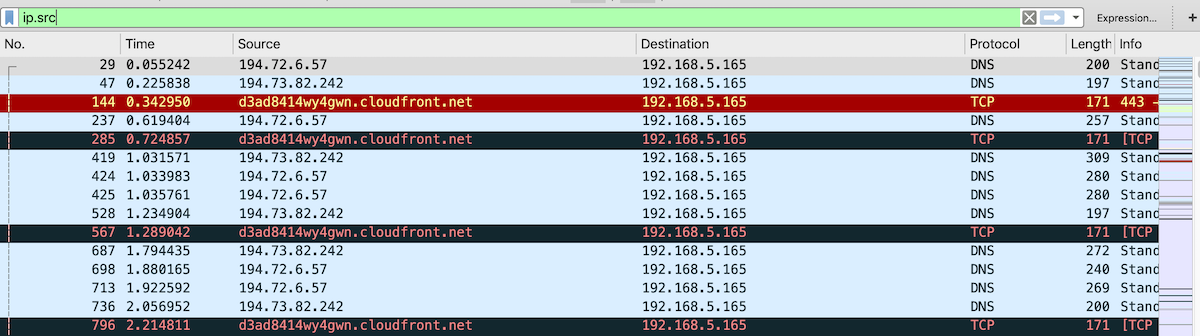 ip.src
Expression... +
No. Time Source Destination Protocol Length Info
29 0.055242 194.72.6.57 192.168.5.165 DNS 200 Stand
47 0.225838 194.73.82.242 192.168.5.165 DNS 197 Stand
144 0.342950 d3ad8414wy4gwn.cloudfront.net 192.168.5.165 TCP 171 443 →
237 0.619404 194.72.6.57 192.168.5.165 DNS 257 Stand
285 0.724857 d3ad8414wy4gwn.cloudfront.net 192.168.5.165 TCP 171 [TCP
419 1.031571 194.73.82.242 192.168.5.165 DNS 309 Stand
424 1.033983 194.72.6.57 192.168.5.165 DNS 280 Stand
425 1.035761 194.72.6.57 192.168.5.165 DNS 280 Stand
528 1.234904 194.73.82.242 192.168.5.165 DNS 197 Stand
567 1.289042 d3ad8414wy4gwn.cloudfront.net 192.168.5.165 TCP 171 [TCP
687 1.794435 194.73.82.242 192.168.5.165 DNS 272 Stand
698 1.880165 194.72.6.57 192.168.5.165 DNS 240 Stand
713 1.922592 194.72.6.57 192.168.5.165 DNS 269 Stand
736 2.056952 194.73.82.242 192.168.5.165 DNS 200 Stand
796 2.214811 d3ad8414wy4gwn.cloudfront.net 192.168.5.165 TCP 171 [TCP